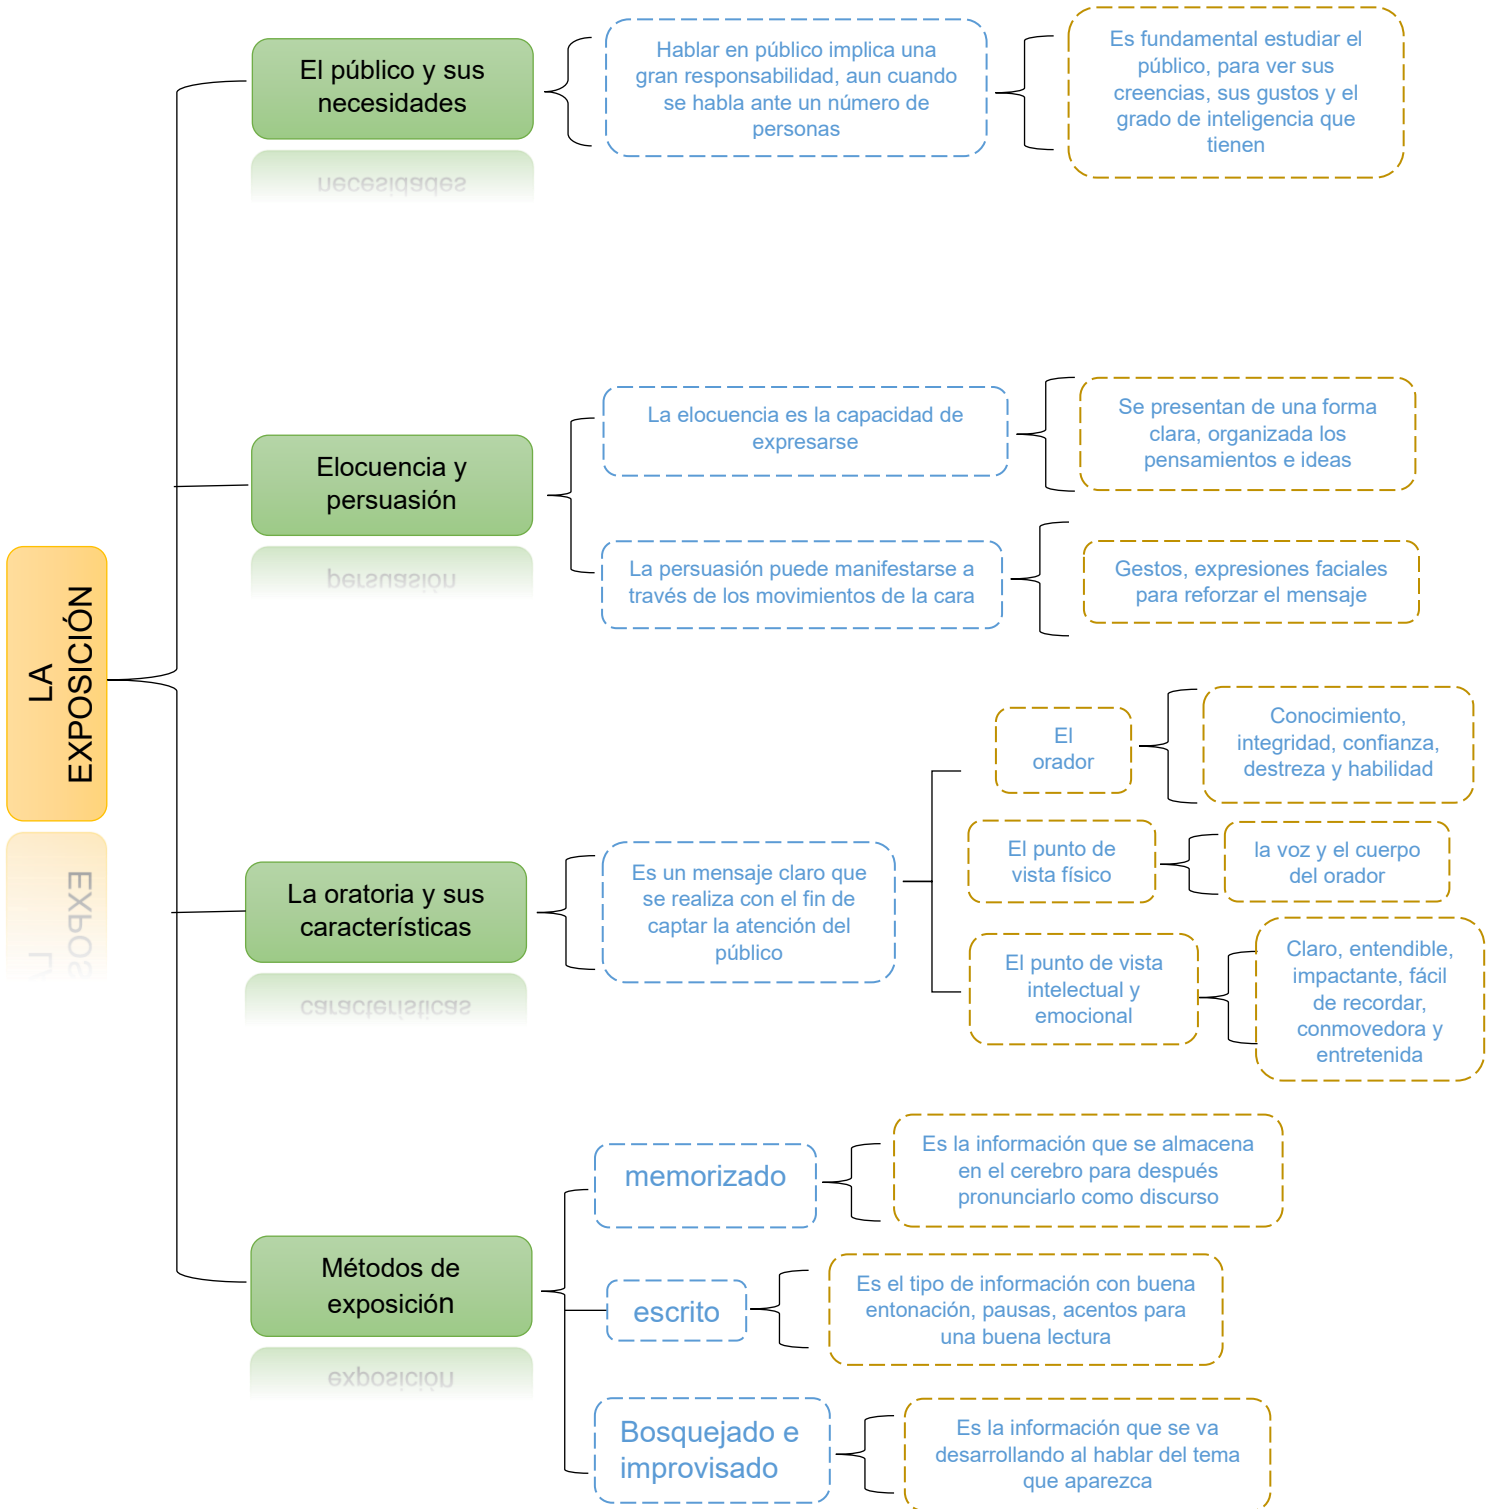 LA
EXPOSICIÓN
El público y sus
necesidades
Hablar en público implica una
gran responsabilidad, aun cuando
se habla ante un número de
personas
Es fundamental estudiar el
público, para ver sus
creencias, sus gustos y el
grado de inteligencia que
tienen
Elocuencia y
persuasión
La elocuencia es la capacidad de
expresarse
Se presentan de una forma
clara, organizada los
pensamientos e ideas
La persuasión puede manifestarse a
través de los movimientos de la cara
Gestos, expresiones faciales
para reforzar el mensaje
La oratoria y sus
características
Es un mensaje claro que
se realiza con el fin de
captar la atención del
público
El
orador
Conocimiento,
integridad, confianza,
destreza y habilidad
El punto de
vista físico
la voz y el cuerpo
del orador
El punto de vista
intelectual y
emocional
Claro, entendible,
impactante, fácil
de recordar,
conmovedora y
entretenida
Métodos de
exposición
memorizado
Es la información que se almacena
en el cerebro para después
pronunciarlo como discurso
escrito
Es el tipo de información con buena
entonación, pausas, acentos para
una buena lectura
Bosquejado e
improvisado
Es la información que se va
desarrollando al hablar del tema
que aparezca